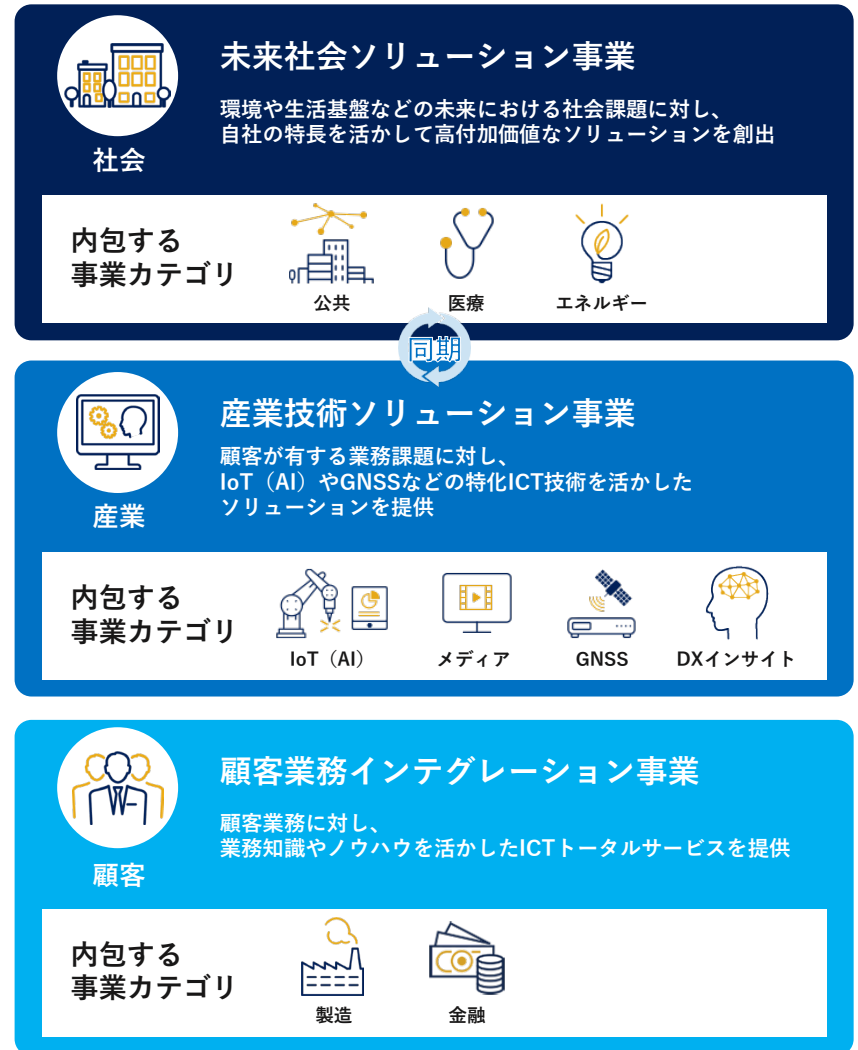 未来社会ソリューション事業
環境や生活基盤などの未来における社会課題に対し、
自社の特長を活かして高付加価値なソリューションを創出
社会
内包する
事業カテゴリ
公共
医療
エネルギー
同期
産業技術ソリューション事業
顧客が有する業務課題に対し、
IoT（AI）やGNSSなどの特化ICT技術を活かした
ソリューションを提供
産業
内包する
事業カテゴリ
IoT（AI）
メディア
GNSS
DXインサイト
顧客業務インテグレーション事業
顧客業務に対し、
業務知識やノウハウを活かしたICTトータルサービスを提供
顧客
内包する
事業カテゴリ
製造
金融